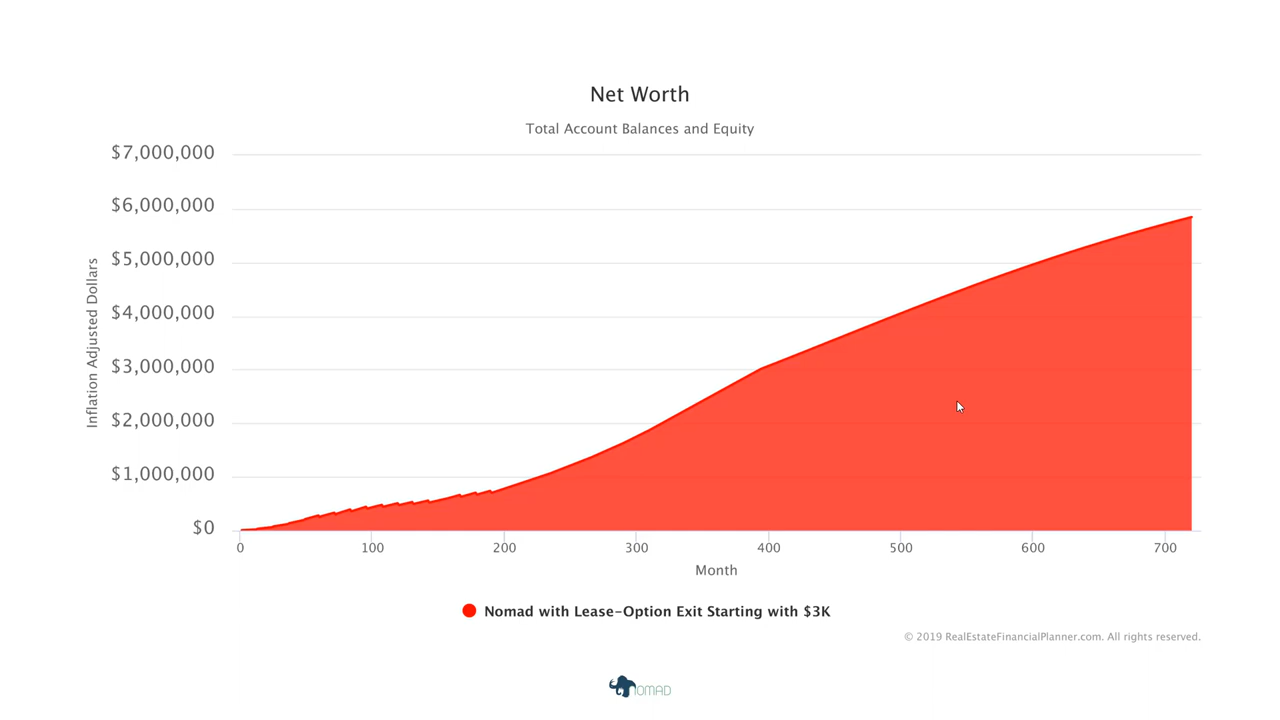 Net Worth
Total Account Balances and Equity
$7,000,000
$6,000,000
$5,000,000
$4,000,000
$3,000,000
$2,000,000
$1,000,000
$0
Inflation Adjusted Dollars
0 100 200 300 400 500 600 700
Month
Nomad with Lease-Option Exit Starting with $3K
© 2019 RealEstateFinancialPlanner.com. All rights reserved.
NOMAD